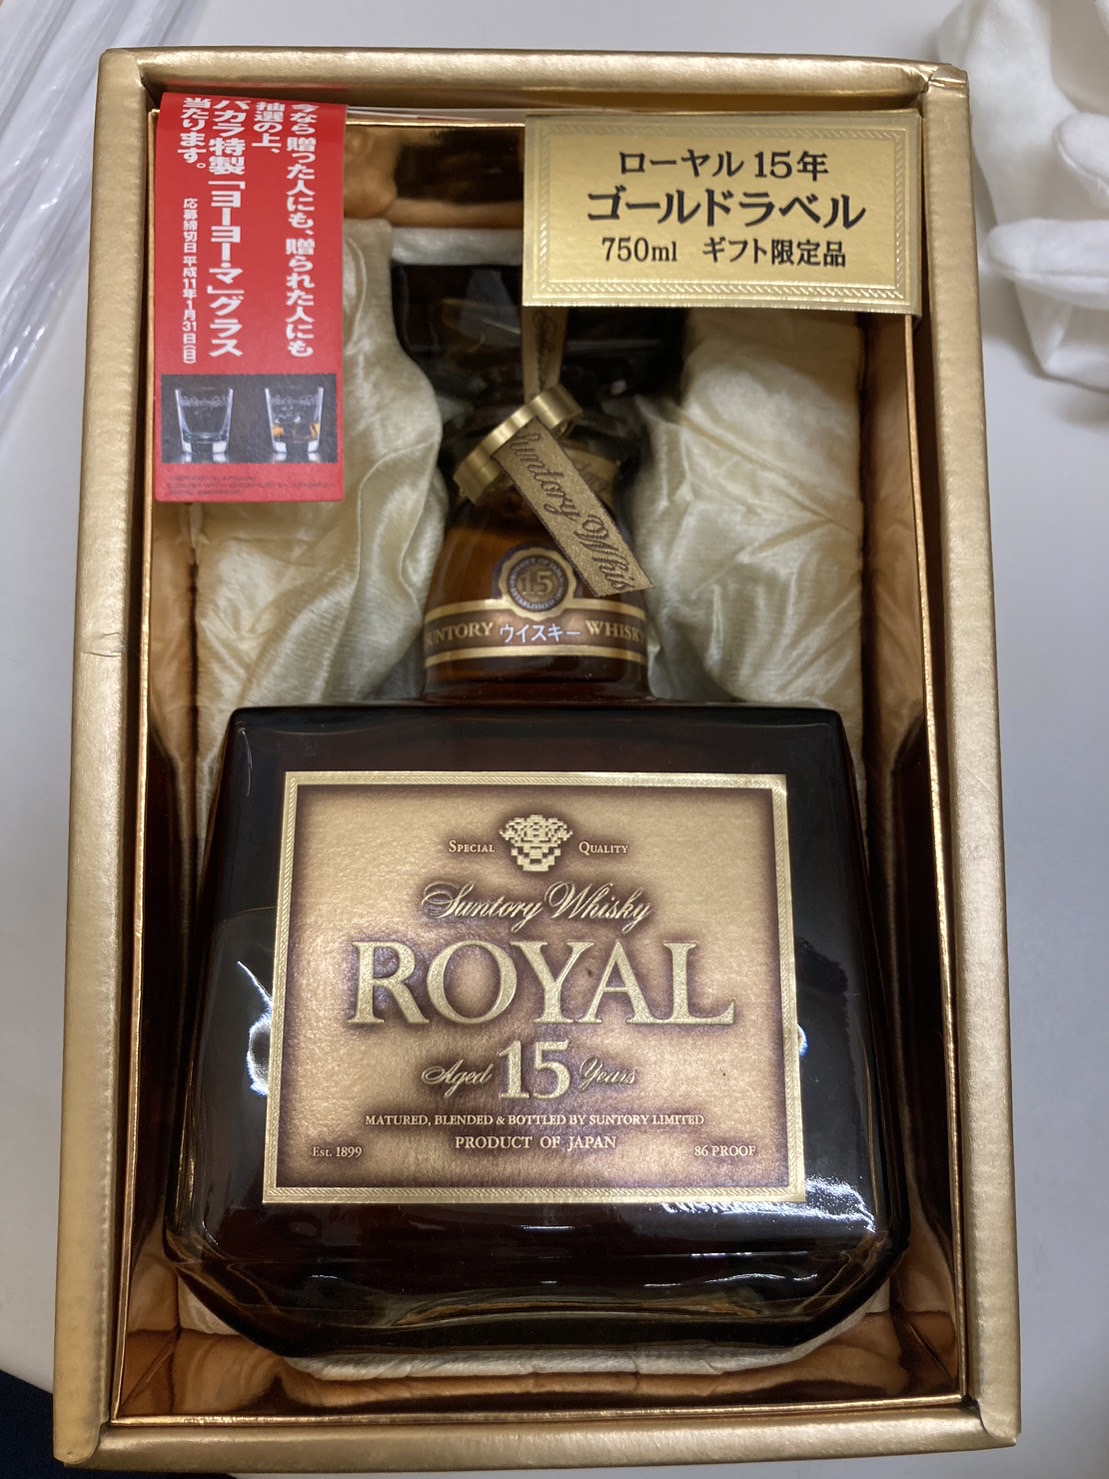 今なら贈った人にも、贈られた人にも
抽選の上、
バカラ特製「ヨーヨー・マ」グラス
当たります。
応募締切日平成11年1月31日(日)
ローヤル 15年
ゴールドラベル
750ml ギフト限定品
Suntory Whis
15
SUNTORY ウイスキー WHISKY
SPECIAL QUALITY
Suntory Whisky
ROYAL
Aged 15 Years
MATURED, BLENDED & BOTTLED BY SUNTORY LIMITED
PRODUCT OF JAPAN
Est. 1899 86 PROOF